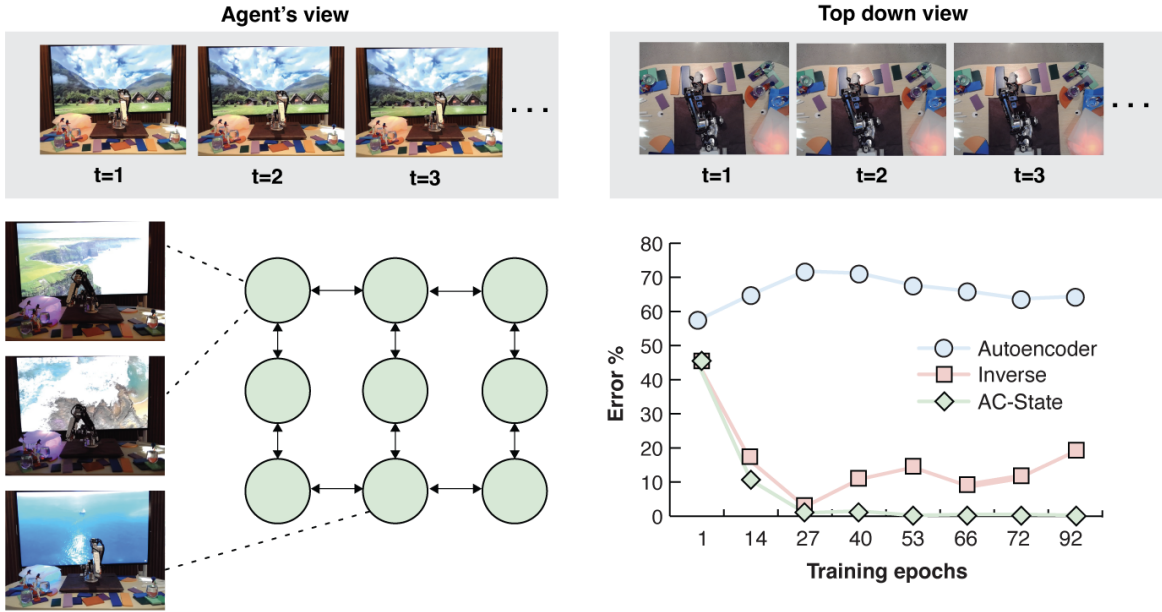 Agent's view
Top down view
. . .
. . .
t=1
t=2
t=3
t=1
t=2
t=3
80
70
60
50
40
30
20
10
0
Error %
Autoencoder
Inverse
AC-State
1 14 27 40 53 66 72 92
Training epochs